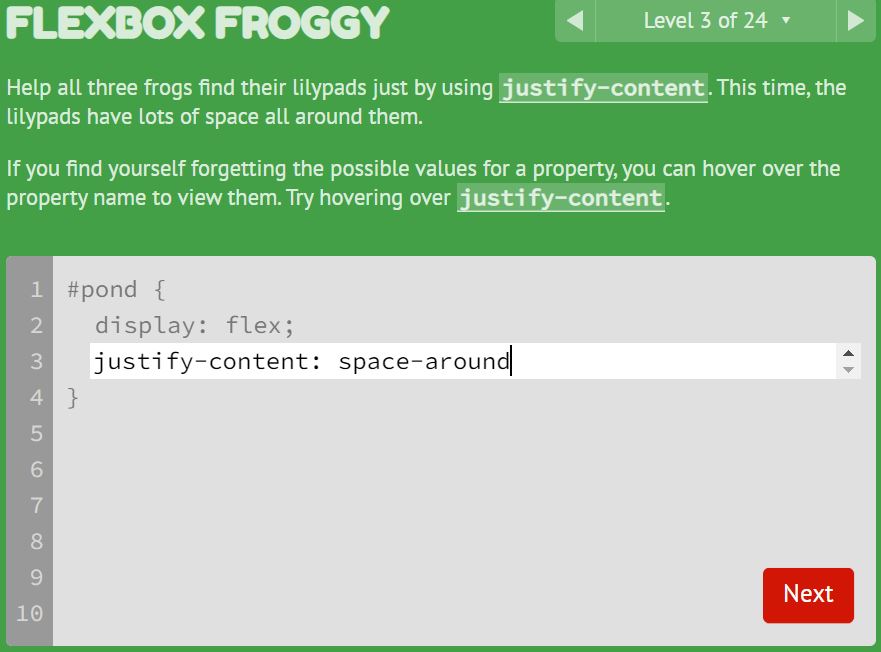 FLEXBOX FROGGY
Level 3 of 24
Help all three frogs find their lilypads just by using justify-content. This time, the
lilypads have lots of space all around them.
If you find yourself forgetting the possible values for a property, you can hover over the
property name to view them. Try hovering over justify-content.
1 #pond {
2 display: flex;
3 justify-content: space-around
4 }
5
6
7
8
9
10
Next